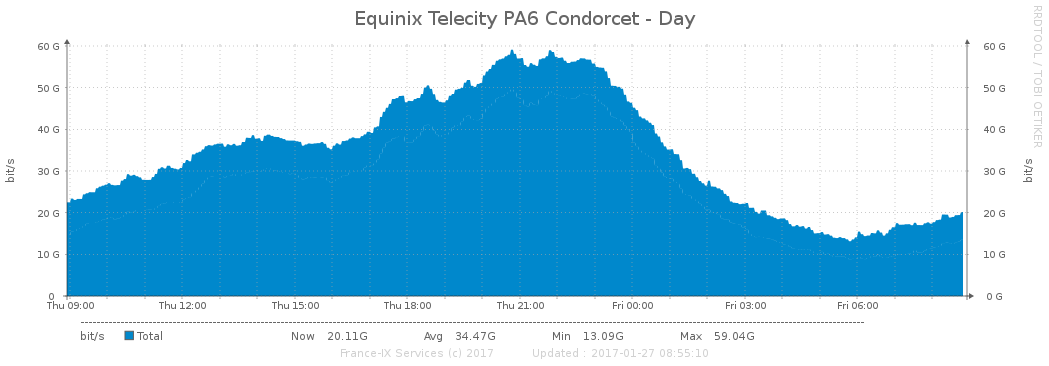 Equinix Telecity PA6 Condorcet - Day
RRDTOOL / TOBI OETIKER
bit/s
bit/s
60 G 60 G
50 G 50 G
40 G 40 G
30 G 30 G
20 G 20 G
10 G 10 G
0 0 G
Thu 09:00 Thu 12:00 Thu 15:00 Thu 18:00 Thu 21:00 Fri 00:00 Fri 03:00 Fri 06:00
bit/s Total Now 20.11G Avg 34.47G Min 13.09G Max 59.04G
France-IX Services (c) 2017 Updated : 2017-01-27 08:55:10